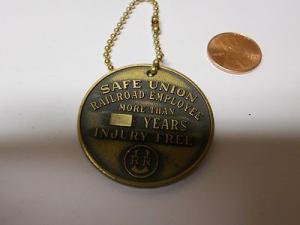 SAFE UNION
RAILROAD EMPLOYEE
MORE THAN
YEARS
INJURY FREE